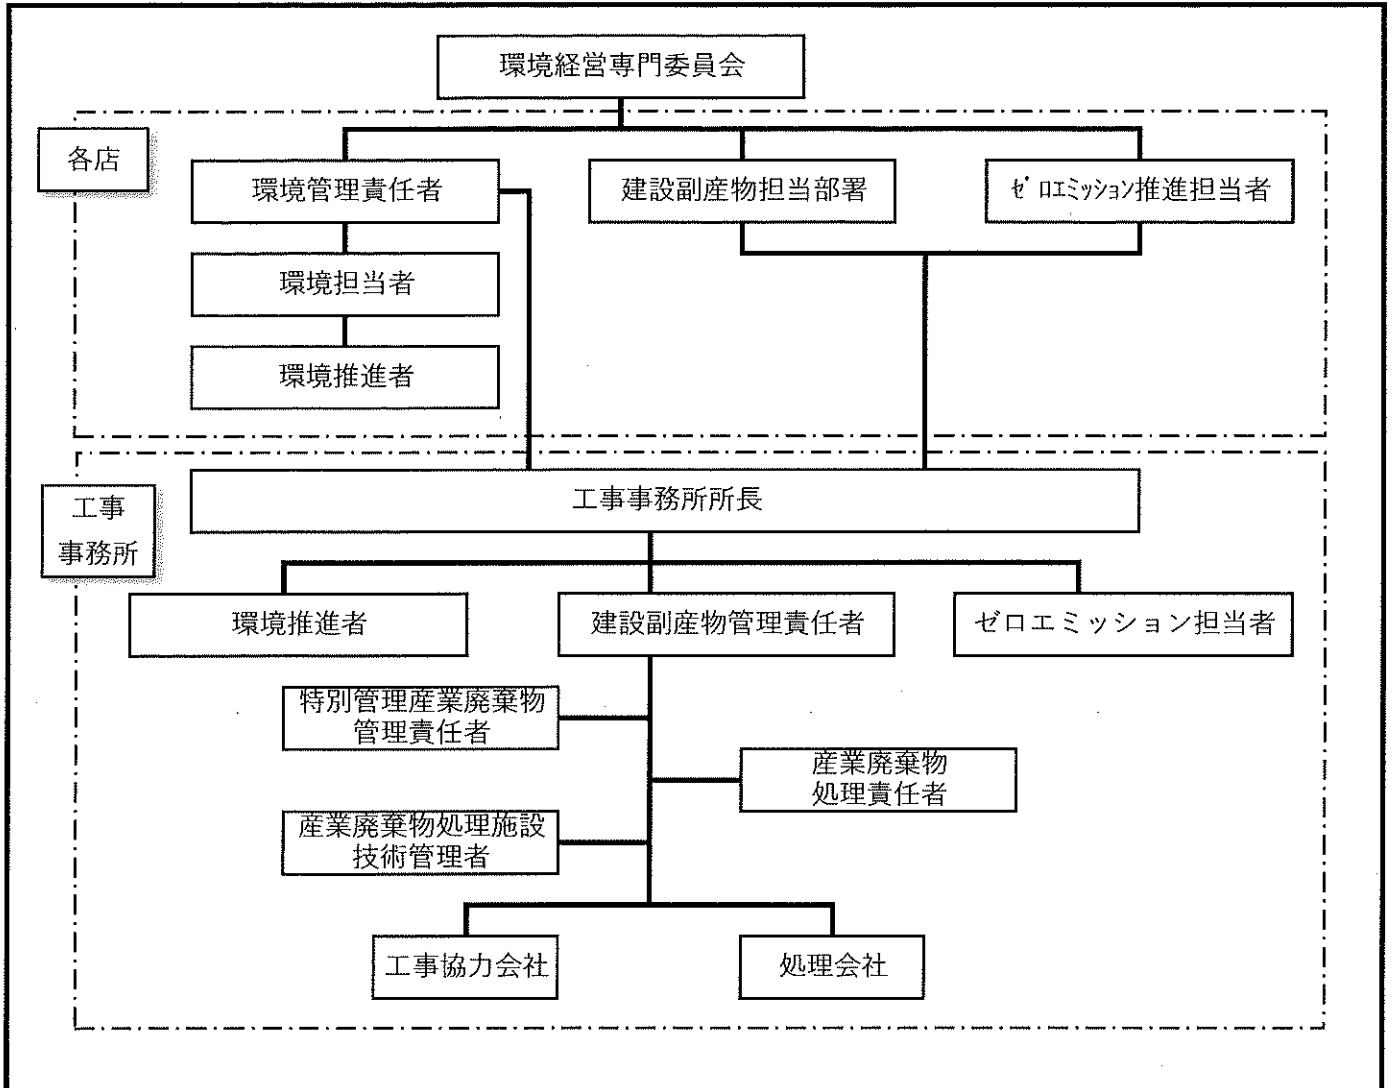 環境経営専門委員会
各店
環境管理責任者
建設副産物担当部署
ｾﾞﾛｴﾐｯｼｮﾝ推進担当者
環境担当者
環境推進者
工事
事務所
工事事務所所長
環境推進者
建設副産物管理責任者
ゼロエミッション担当者
特別管理産業廃棄物
管理責任者
産業廃棄物
処理責任者
産業廃棄物処理施設
技術管理者
工事協力会社
処理会社